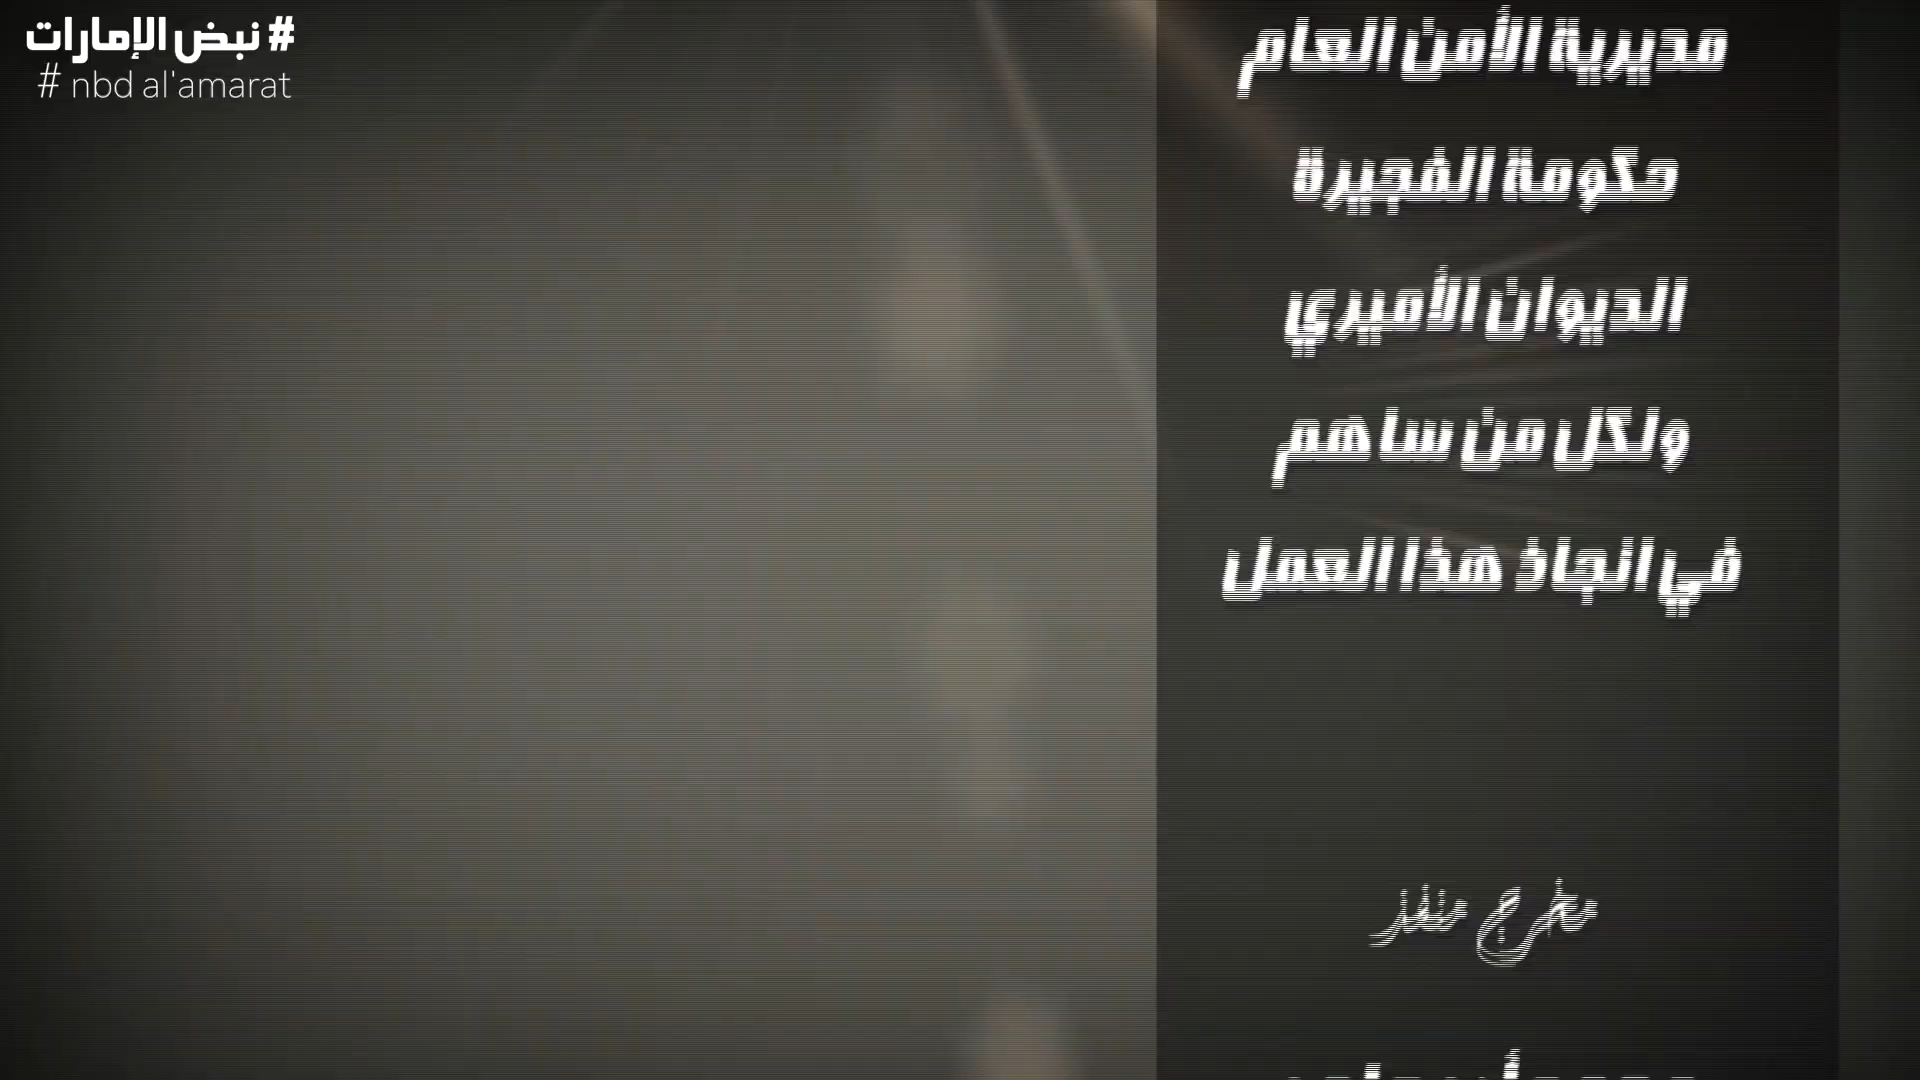 # نبض الإمارات
# nbd al'amarat
مديرية الأمن العام
حكومة الفجيرة
الديوان الأميري
ولكل من ساهم
في انجاذ هذا العمل
مخرج منفذ